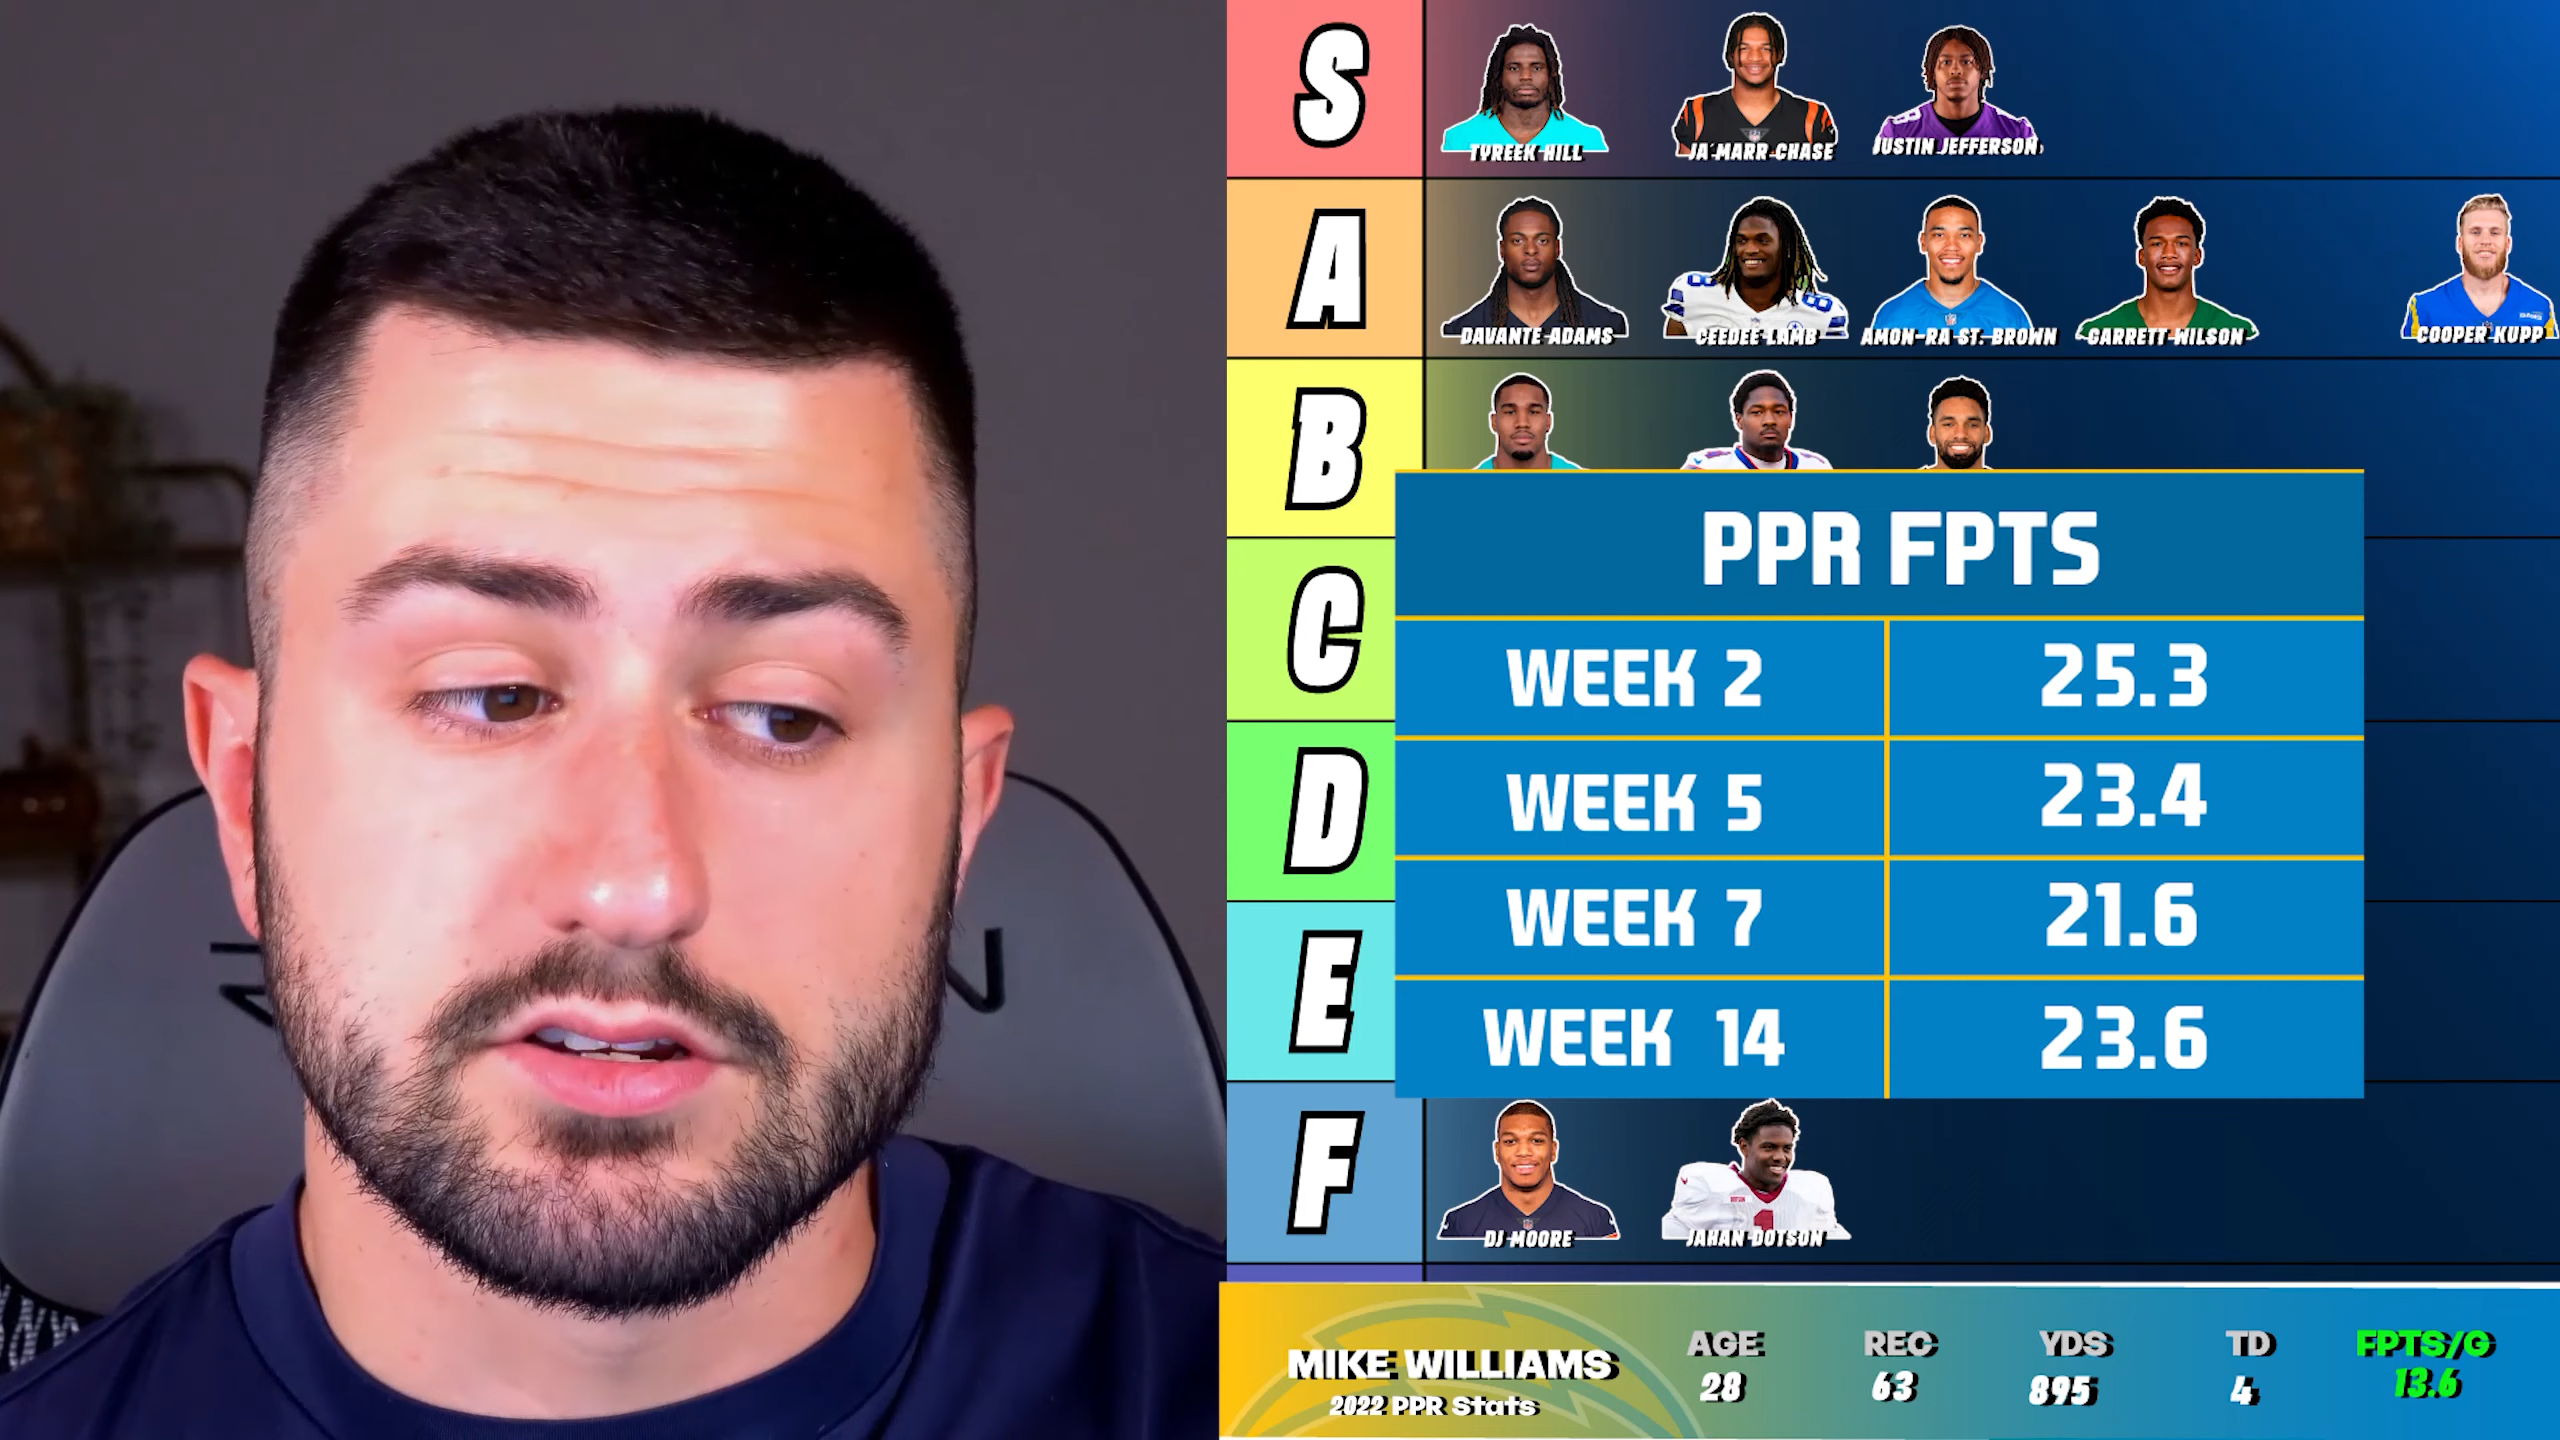 S
TYREEK HILL
JA'MARR CHASE
JUSTIN JEFFERSON
A
DAVANTE ADAMS
CEEDEE LAMB
AMON-RA ST. BROWN
GARRETT WILSON
COOPER KUPP
B
C
D
E
PPR FPTS
WEEK 2 25.3
WEEK 5 23.4
WEEK 7 21.6
WEEK 14 23.6
F
DJ MOORE
JAHAN DOTSON
MIKE WILLIAMS
2022 PPR Stats
AGE REC YDS TD FPTS/G
28 63 895 4 13.6